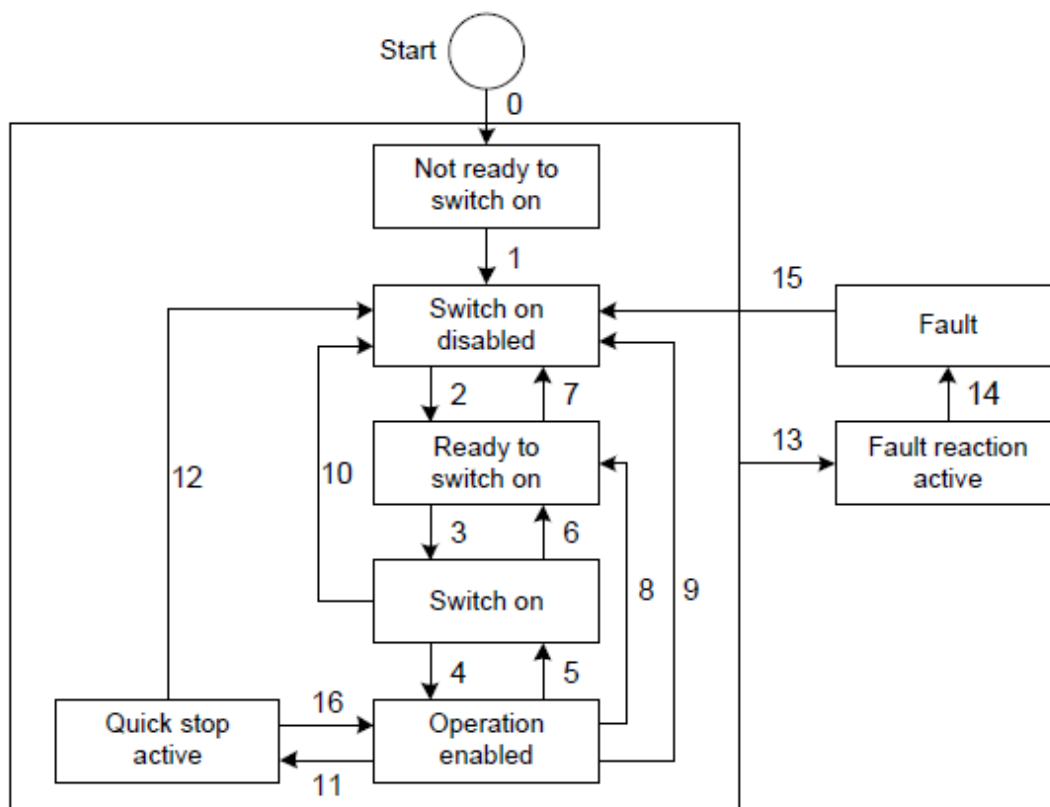 Start
0
Not ready to
switch on
1
15
Switch on
disabled
Fault
2
7
14
13
Ready to
switch on
Fault reaction
active
12
10
3
6
8
9
Switch on
4
5
16
Quick stop
active
Operation
enabled
11